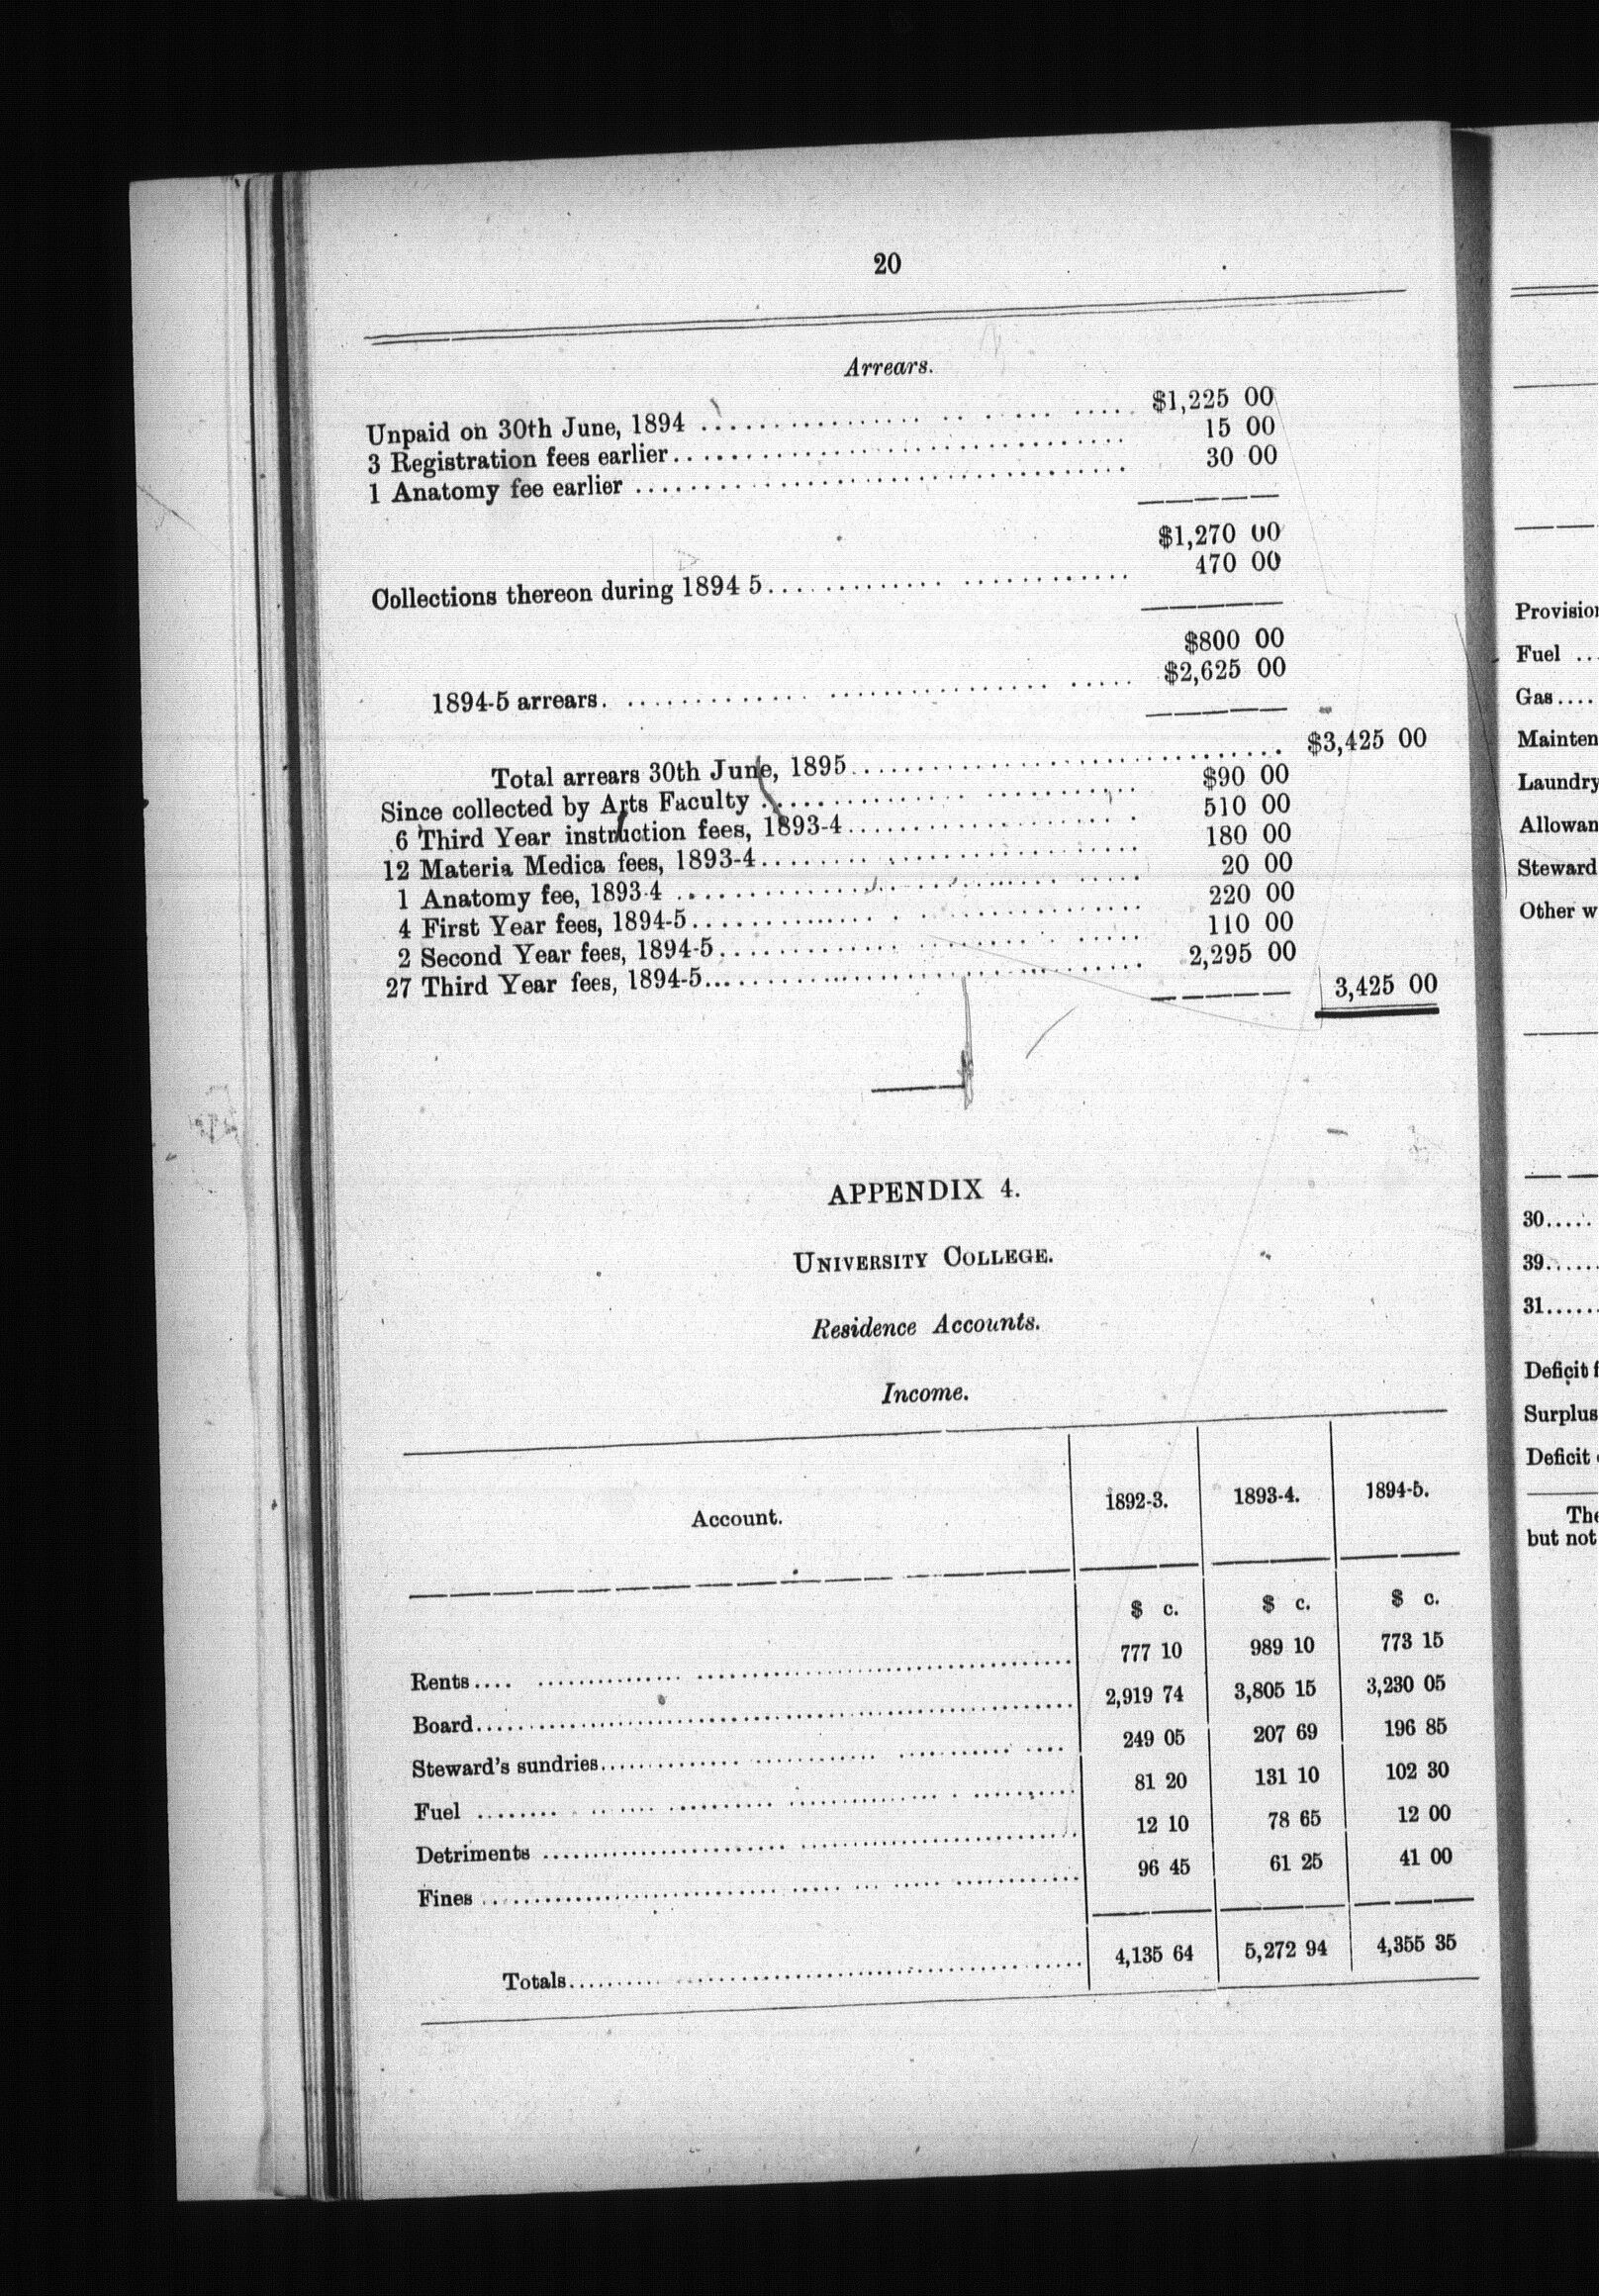 20
Arrears.
Unpaid on 30th June, 1894 .................... $1,225 00
3 Registration fees earlier.................... 15 00
1 Anatomy fee earlier .................... 30 00
$1,270 00
Collections thereon during 1894 5.................... 470 00
$800 00
1894-5 arrears. .................... $2,625 00
Total arrears 30th June, 1895.................... $3,425 00
Since collected by Arts Faculty .................... $90 00
6 Third Year instruction fees, 1893-4.................... 510 00
12 Materia Medica fees, 1893-4.................... 180 00
1 Anatomy fee, 1893-4 .................... 20 00
4 First Year fees, 1894-5.................... 220 00
2 Second Year fees, 1894-5.................... 110 00
27 Third Year fees, 1894-5.................... 2,295 00
3,425 00
APPENDIX 4.
UNIVERSITY COLLEGE.
Residence Accounts.
Income.
Account. 1892-3. 1893-4. 1894-5.
$ c. $ c. $ c.
Rents.................... 777 10 989 10 773 15
Board.................... 2,919 74 3,805 15 3,230 05
Steward's sundries.................... 249 05 207 69 196 85
Fuel .................... 81 20 131 10 102 30
Detriments .................... 12 10 78 65 12 00
Fines .................... 96 45 61 25 41 00
Totals.................... 4,135 64 5,272 94 4,355 35
Fuel ...
Gas....
Laundry
Steward
Other w
30.....
39......
31......
Deficit f
Surplus
Deficit
The
but not